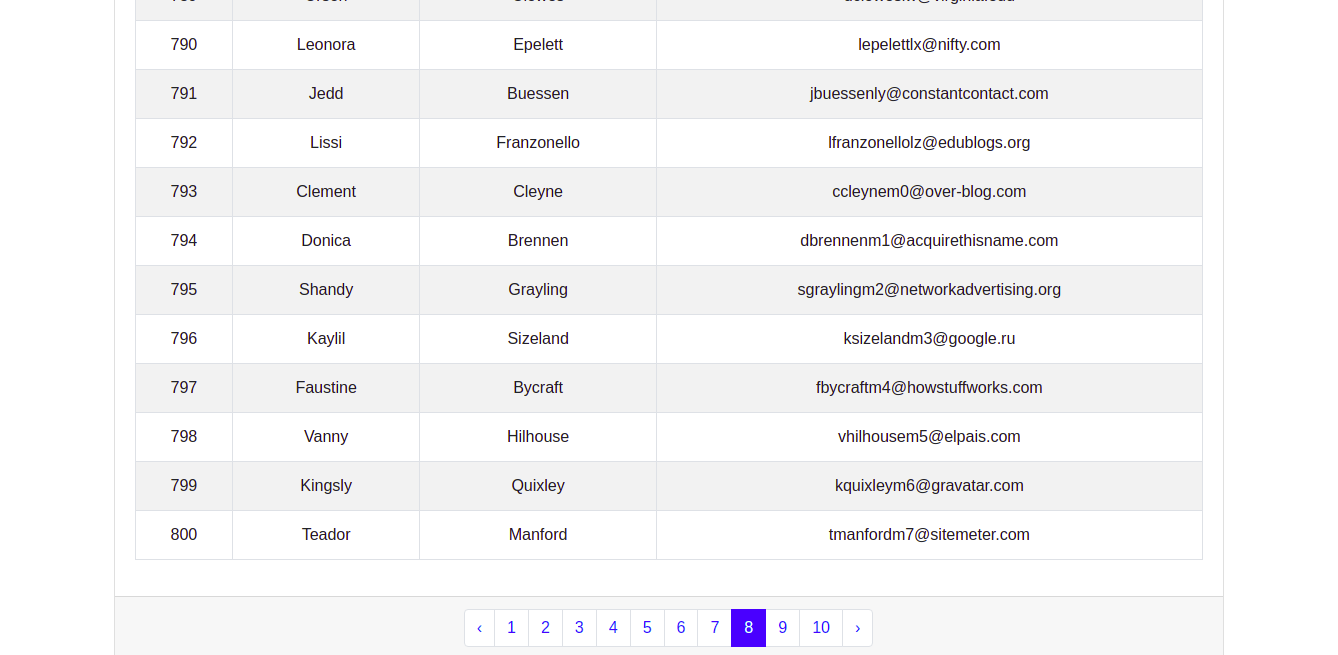 790 Leonora Epelett lepelettlx@nifty.com
791 Jedd Buessen jbuessenly@constantcontact.com
792 Lissi Franzonello lfranzonellolz@edublogs.org
793 Clement Cleyne ccleynem0@over-blog.com
794 Donica Brennen dbrennenm1@acquirethisname.com
795 Shandy Grayling sgraylingm2@networkadvertising.org
796 Kaylil Sizeland ksizelandm3@google.ru
797 Faustine Bycraft fbycraftm4@howstuffworks.com
798 Vanny Hilhouse vhilhousem5@elpais.com
799 Kingsly Quixley kquixleym6@gravatar.com
800 Teador Manford tmanfordm7@sitemeter.com
‹ 1 2 3 4 5 6 7 8 9 10 ›